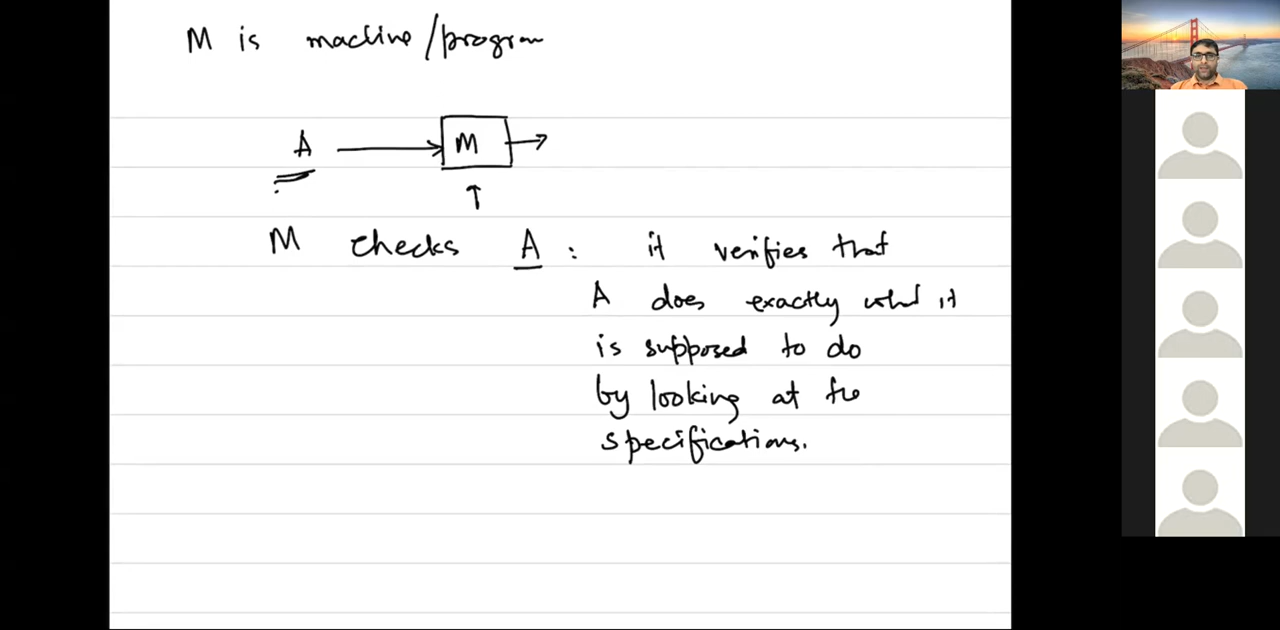 M is machine/program
A → M →
M checks A : it verifies that
A does exactly what it
is supposed to do
by looking at the
specifications.